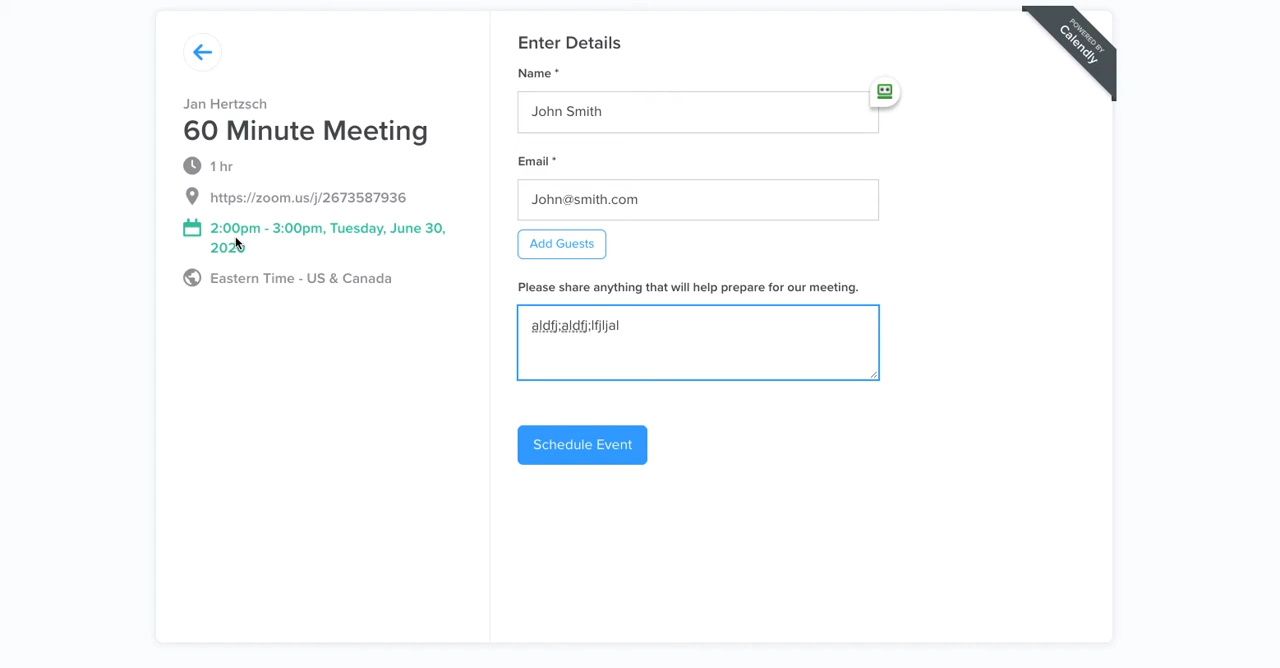 Jan Hertzsch
60 Minute Meeting
1 hr
https://zoom.us/j/2673587936
2:00pm - 3:00pm, Tuesday, June 30,
2020
Eastern Time - US & Canada
Enter Details
Name *
John Smith
Email *
John@smith.com
Add Guests
Please share anything that will help prepare for our meeting.
aldfj;aldfj;lfjljal
Schedule Event
POWERED BY
Calendly